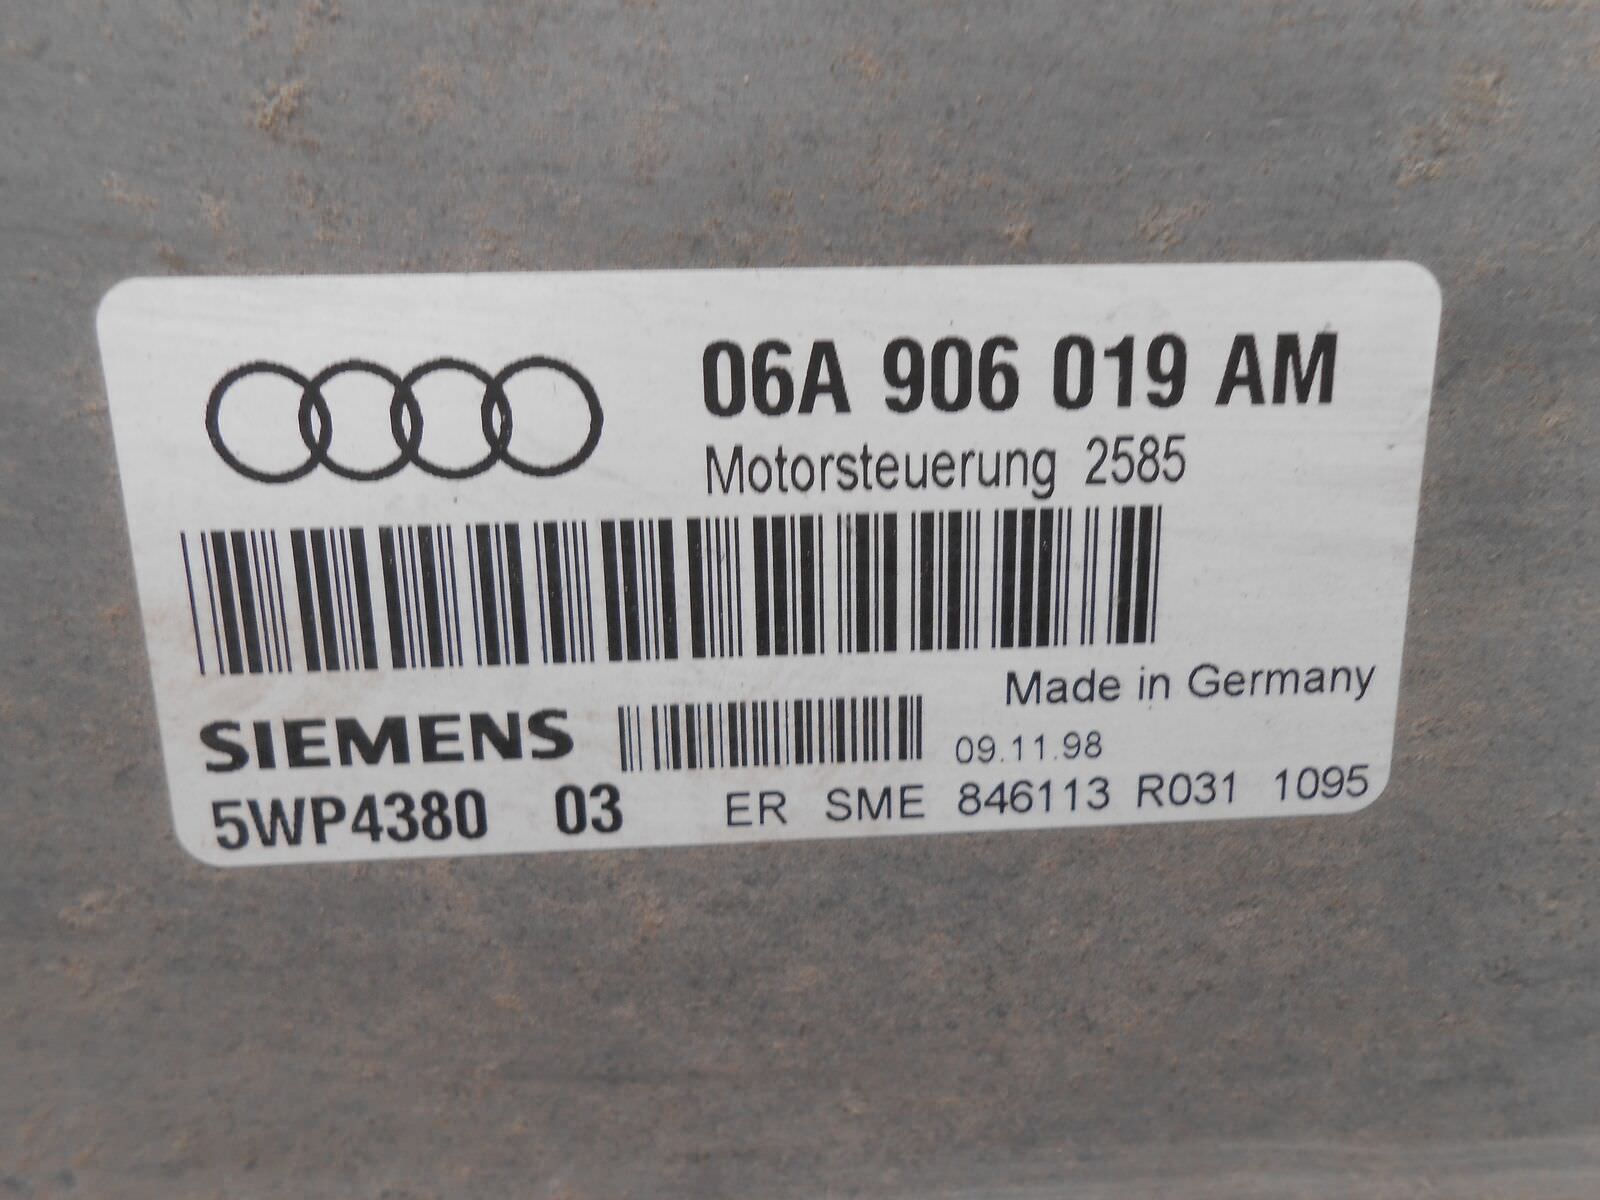 06A 906 019 AM
Motorsteuerung 2585
Made in Germany
SIEMENS 09.11.98
5WP4380 03 ER SME 846113 R031 1095